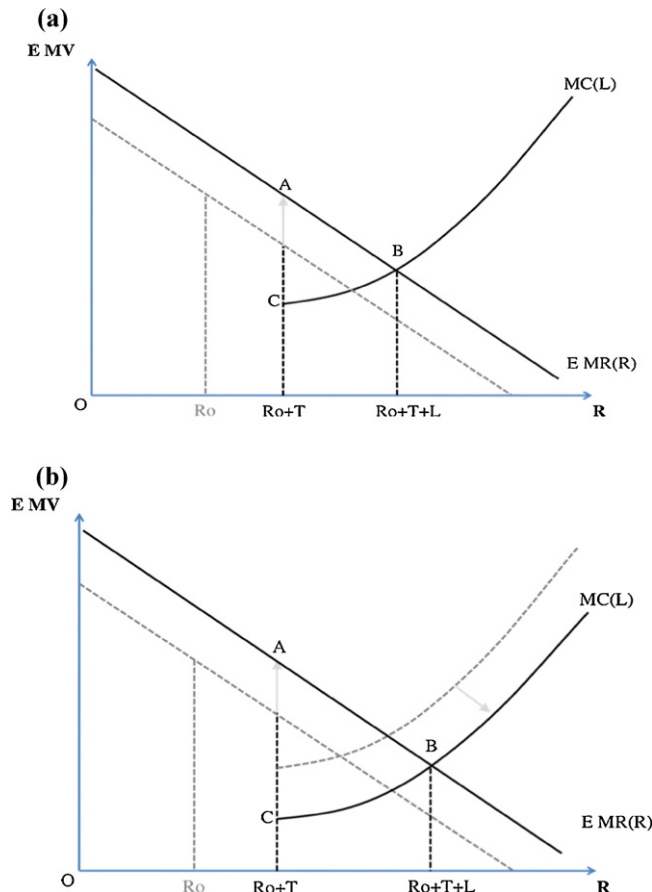 (a)
E MV
MC(L)
A
B
C
E MR(R)
O
Ro
Ro+T
Ro+T+L
R
(b)
E MV
MC(L)
A
B
C
E MR(R)
O
Ro
Ro+T
Ro+T+L
R